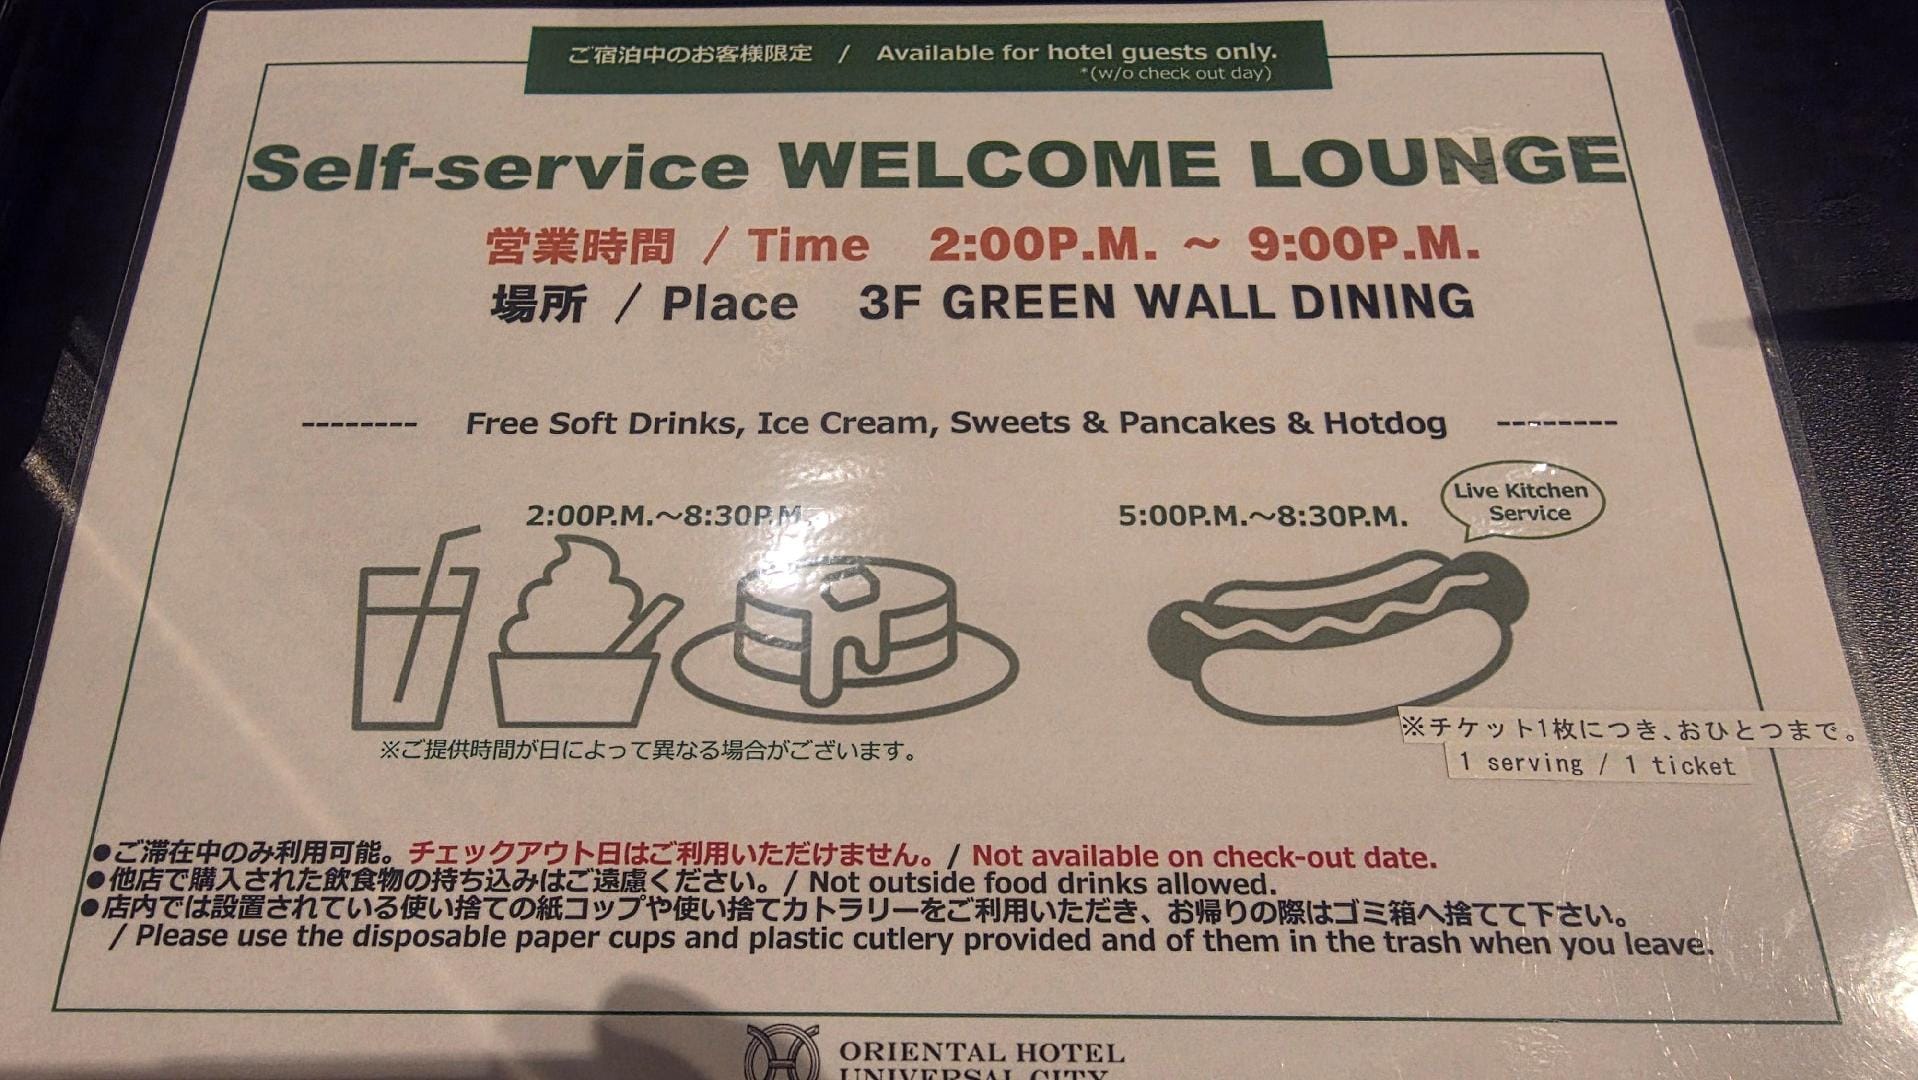 ご宿泊中のお客様限定 / Available for hotel guests only.
*(w/o check out day)
Self-service WELCOME LOUNGE
営業時間 / Time 2:00P.M. ~ 9:00P.M.
場所 / Place 3F GREEN WALL DINING
-------- Free Soft Drinks, Ice Cream, Sweets & Pancakes & Hotdog --------
2:00P.M.~8:30P.M.
5:00P.M.~8:30P.M.
Live Kitchen
Service
※ご提供時間が日によって異なる場合がございます。
※チケット1枚につき、おひとつまで。
1 serving / 1 ticket
●ご滞在中のみ利用可能。チェックアウト日はご利用いただけません。/ Not available on check-out date.
●他店で購入された飲食物の持ち込みはご遠慮ください。/ Not outside food drinks allowed.
●店内では設置されている使い捨ての紙コップや使い捨てカトラリーをご利用いただき、お帰りの際はゴミ箱へ捨てて下さい。
/ Please use the disposable paper cups and plastic cutlery provided and of them in the trash when you leave.
ORIENTAL HOTEL
UNIVERSAL CITY